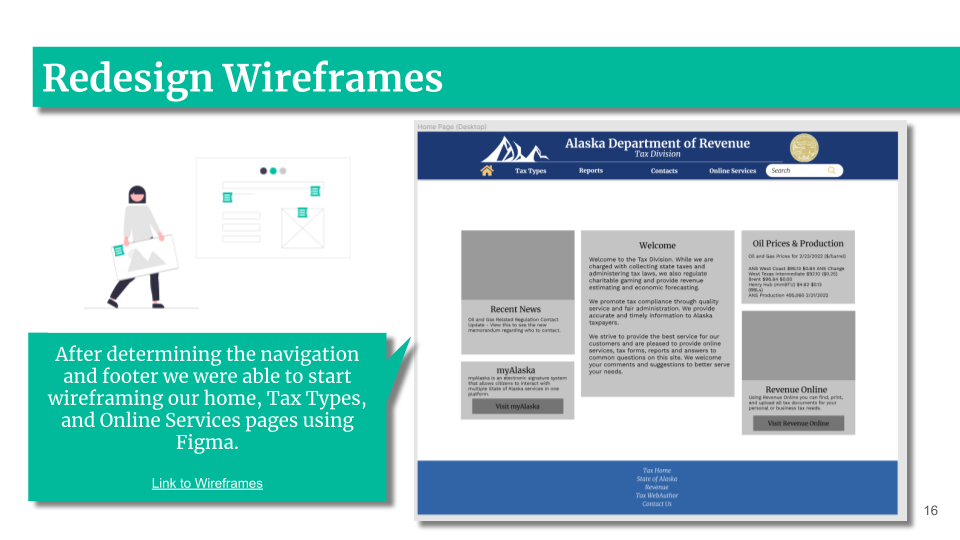 Redesign Wireframes
After determining the navigation
and footer we were able to start
wireframing our home, Tax Types,
and Online Services pages using
Figma.
Link to Wireframes
Home Page (Desktop)
Alaska Department of Revenue
Tax Division
Tax Types
Reports
Contacts
Online Services
Search
Recent News
Oil and Gas Related Regulation Contact
Update - View this to see the new
memorandum regarding who to contact.
myAlaska
myAlaska is an electronic signature system
that allows citizens to interact with
multiple State of Alaska services in one
platform.
Visit myAlaska
Welcome
Welcome to the Tax Division. While we are
charged with collecting state taxes and
administering tax laws, we also regulate
charitable gaming and provide revenue
estimating and economic forecasting.
We promote tax compliance through quality
service and fair administration. We provide
accurate and timely information to Alaska
taxpayers.
We strive to provide the best service for our
customers and are pleased to provide online
services, tax forms, reports and answers to
common questions on this site. We welcome
your comments and suggestions to better serve
your needs.
Oil Prices & Production
Oil and Gas Prices for 2/23/2022 ($/barrel)
ANS West Coast $96.13 $0.84 ANS Change
West Texas Intermediate $92.10 ($0.25)
Brent $96.84 $0.00
Henry Hub (mmBTU) $4.62 $0.13
ANS Production 495,060 2/21/2022
Revenue Online
Using Revenue Online you can find, print,
and upload all tax documents for your
personal or business tax needs.
Visit Revenue Online
Tax Home
State of Alaska
Revenue
Tax WebAuthor
Contact Us
16